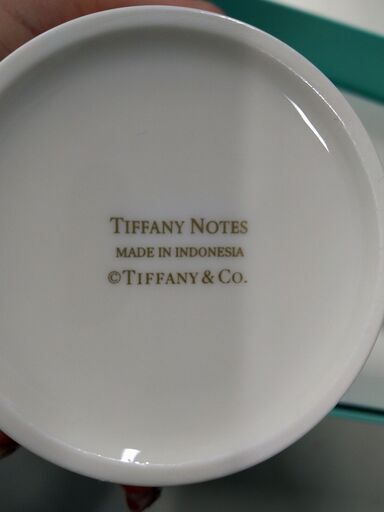 TIFFANY NOTES
MADE IN INDONESIA
©TIFFANY & CO.